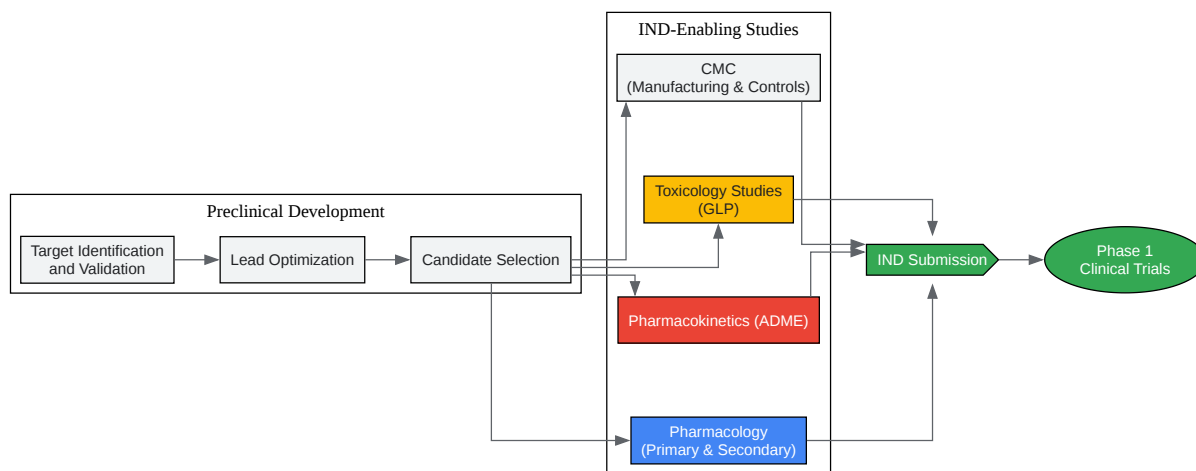 Preclinical Development
Target Identification
and Validation
Lead Optimization
Candidate Selection
IND-Enabling Studies
CMC
(Manufacturing & Controls)
Toxicology Studies
(GLP)
Pharmacokinetics (ADME)
Pharmacology
(Primary & Secondary)
IND Submission
Phase 1
Clinical Trials